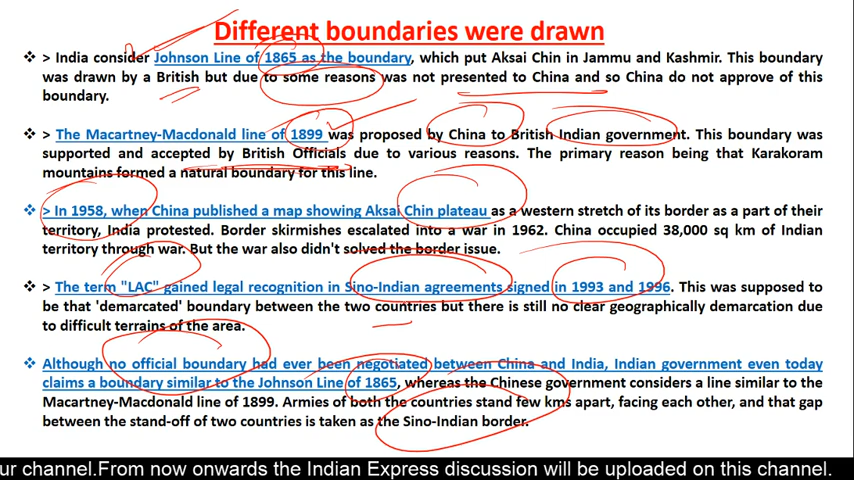 Different boundaries were drawn
❖ > India consider Johnson Line of 1865 as the boundary, which put Aksai Chin in Jammu and Kashmir. This boundary
was drawn by a British but due to some reasons was not presented to China and so China do not approve of this
boundary.
❖ > The Macartney-Macdonald line of 1899 was proposed by China to British Indian government. This boundary was
supported and accepted by British Officials due to various reasons. The primary reason being that Karakoram
mountains formed a natural boundary for this line.
❖ > In 1958, when China published a map showing Aksai Chin plateau as a western stretch of its border as a part of their
territory, India protested. Border skirmishes escalated into a war in 1962. China occupied 38,000 sq km of Indian
territory through war. But the war also didn't solved the border issue.
❖ > The term "LAC" gained legal recognition in Sino-Indian agreements signed in 1993 and 1996. This was supposed to
be that 'demarcated' boundary between the two countries but there is still no clear geographically demarcation due
to difficult terrains of the area.
❖ Although no official boundary had ever been negotiated between China and India, Indian government even today
claims a boundary similar to the Johnson Line of 1865, whereas the Chinese government considers a line similar to the
Macartney-Macdonald line of 1899. Armies of both the countries stand few kms apart, facing each other, and that gap
between the stand-off of two countries is taken as the Sino-Indian border.
ur channel.From now onwards the Indian Express discussion will be uploaded on this channel.